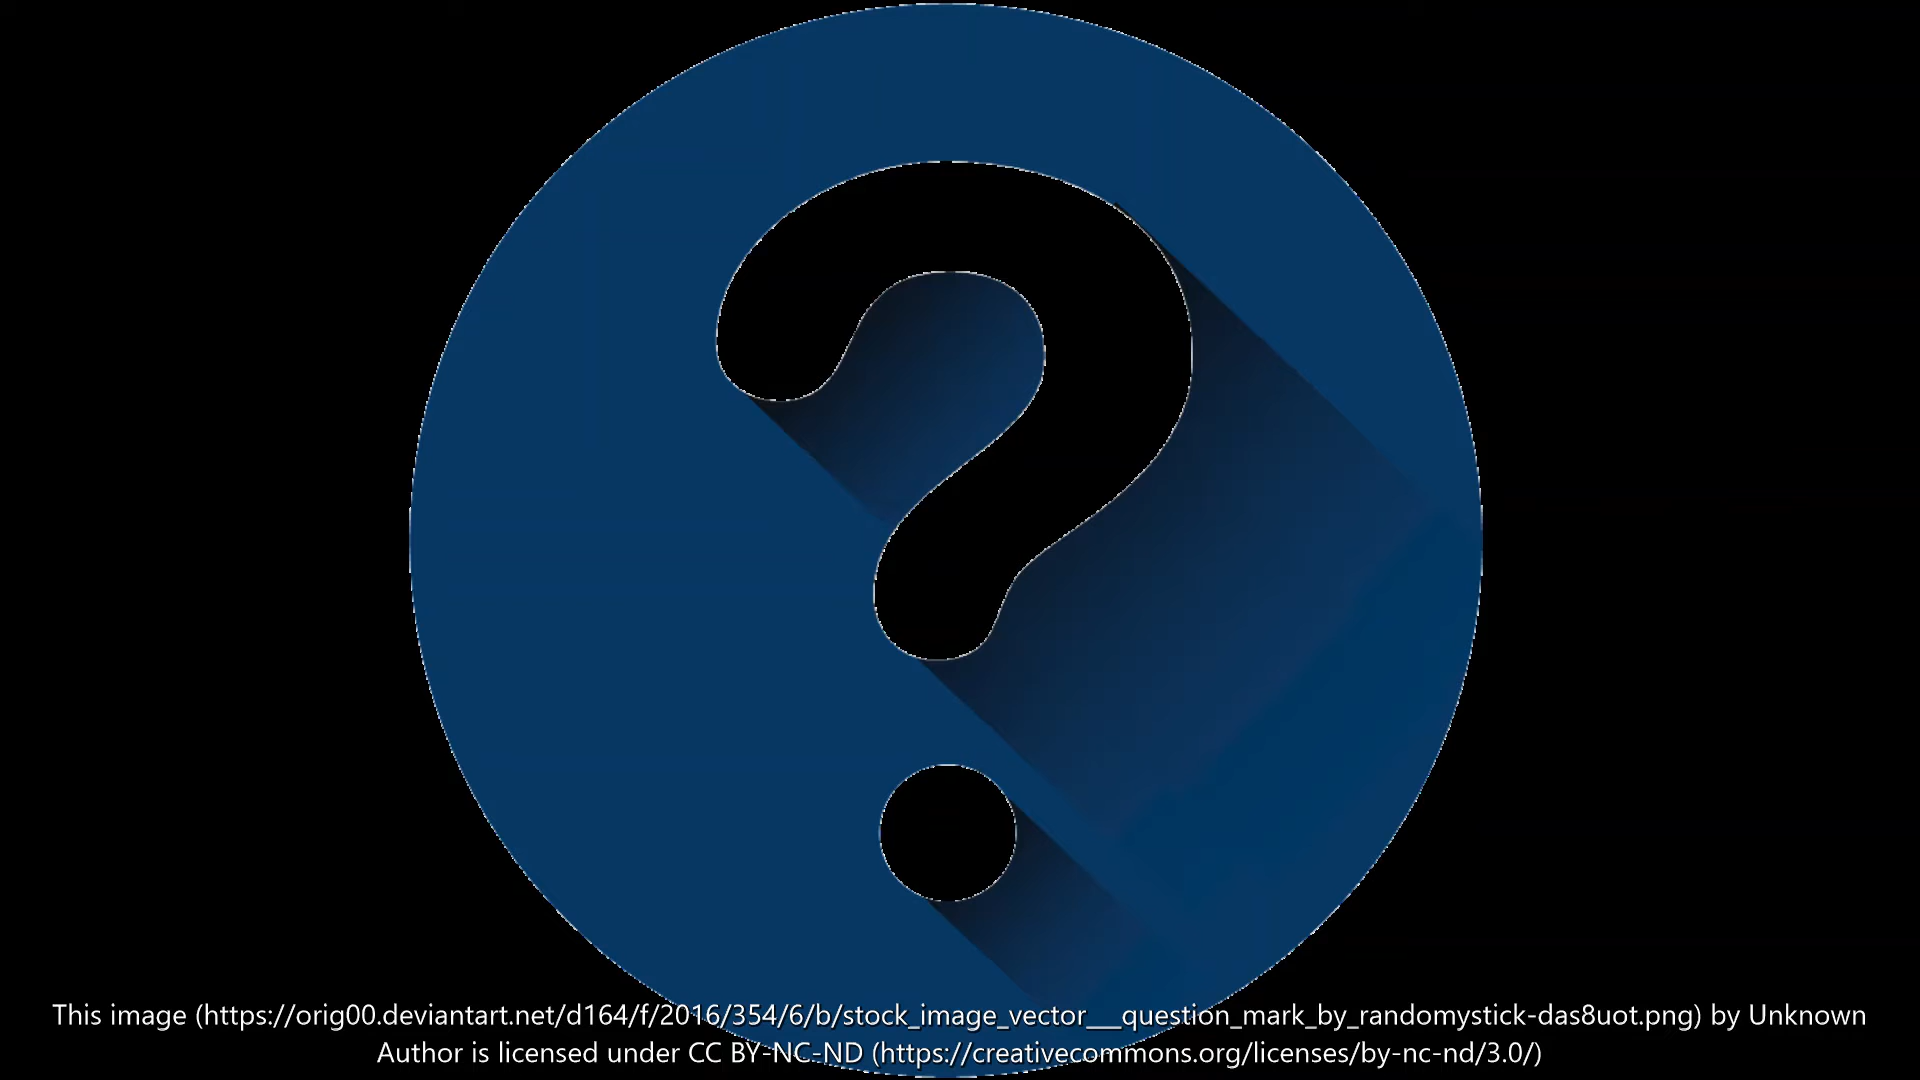 This image (https://orig00.deviantart.net/d164/f/2016/354/6/b/stock_image_vector___question_mark_by_randomystick-das8uot.png) by Unknown
Author is licensed under CC BY-NC-ND (https://creativecommons.org/licenses/by-nc-nd/3.0/)